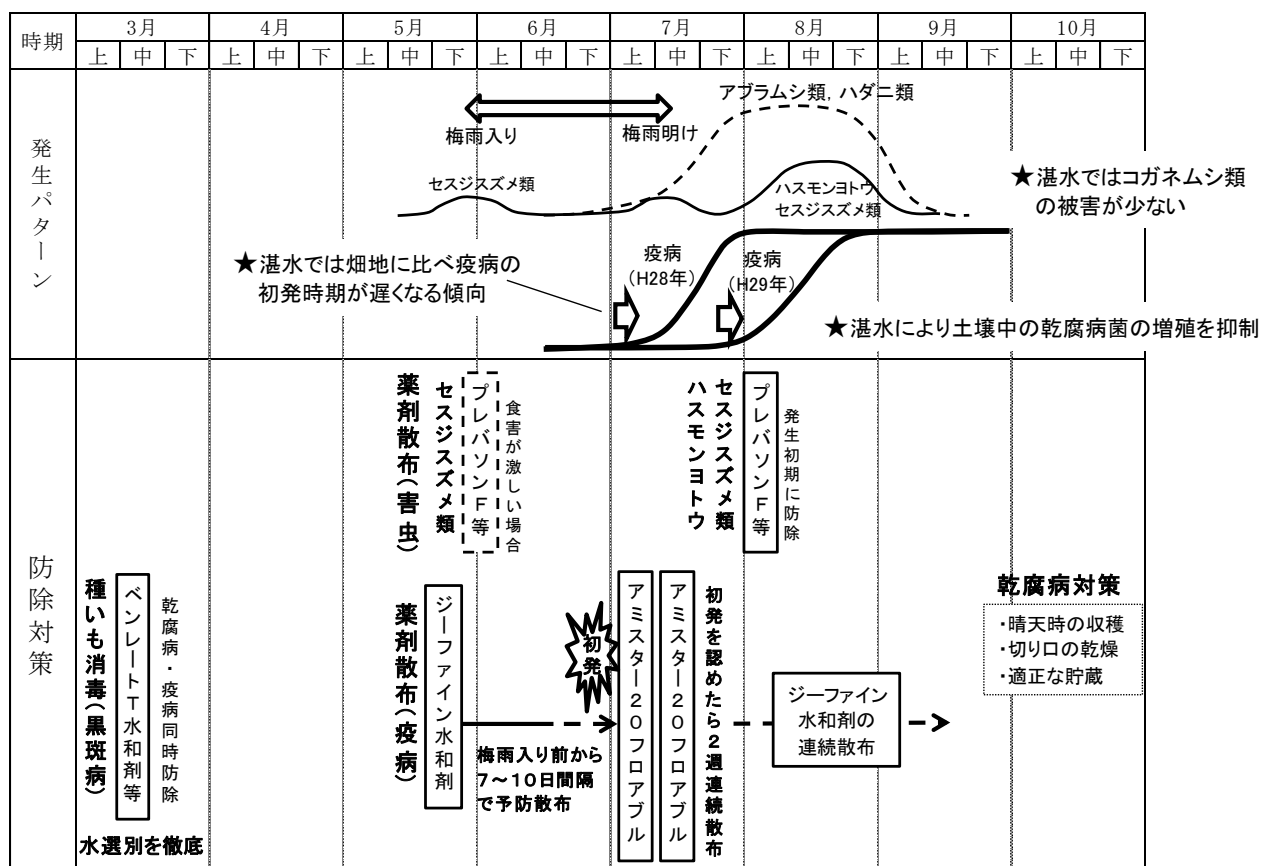 時期
3月 4月 5月 6月 7月 8月 9月 10月
上 中 下 上 中 下 上 中 下 上 中 下 上 中 下 上 中 下 上 中 下 上 中 下
発生パターン
アブラムシ類，ハダニ類
梅雨入り
梅雨明け
セスジスズメ類
ハスモンヨトウ
セスジスズメ類
★湛水ではコガネムシ類
の被害が少ない
★湛水では畑地に比べ疫病の
初発時期が遅くなる傾向
疫病
(H28年)
疫病
(H29年)
★湛水により土壌中の乾腐病菌の増殖を抑制
防除対策
種いも消毒(黒斑病)
ベンレートT水和剤等
乾腐病・疫病同時防除
水選別を徹底
薬剤散布(害虫)
セスジスズメ類
プレバソンF等
食害が激しい場合
薬剤散布(疫病)
ジーファイン水和剤
梅雨入り前から
7～10日間隔
で予防散布
初発
アミスター20フロアブル
アミスター20フロアブル
初発を認めたら2週連続散布
ハスモンヨトウ
セスジスズメ類
プレバソンF等
発生初期に防除
ジーファイン
水和剤の
連続散布
乾腐病対策
・晴天時の収穫
・切り口の乾燥
・適正な貯蔵